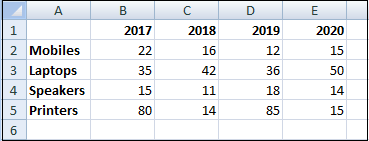 A B C D E
1 2017 2018 2019 2020
2 Mobiles 22 16 12 15
3 Laptops 35 42 36 50
4 Speakers 15 11 18 14
5 Printers 80 14 85 15
6